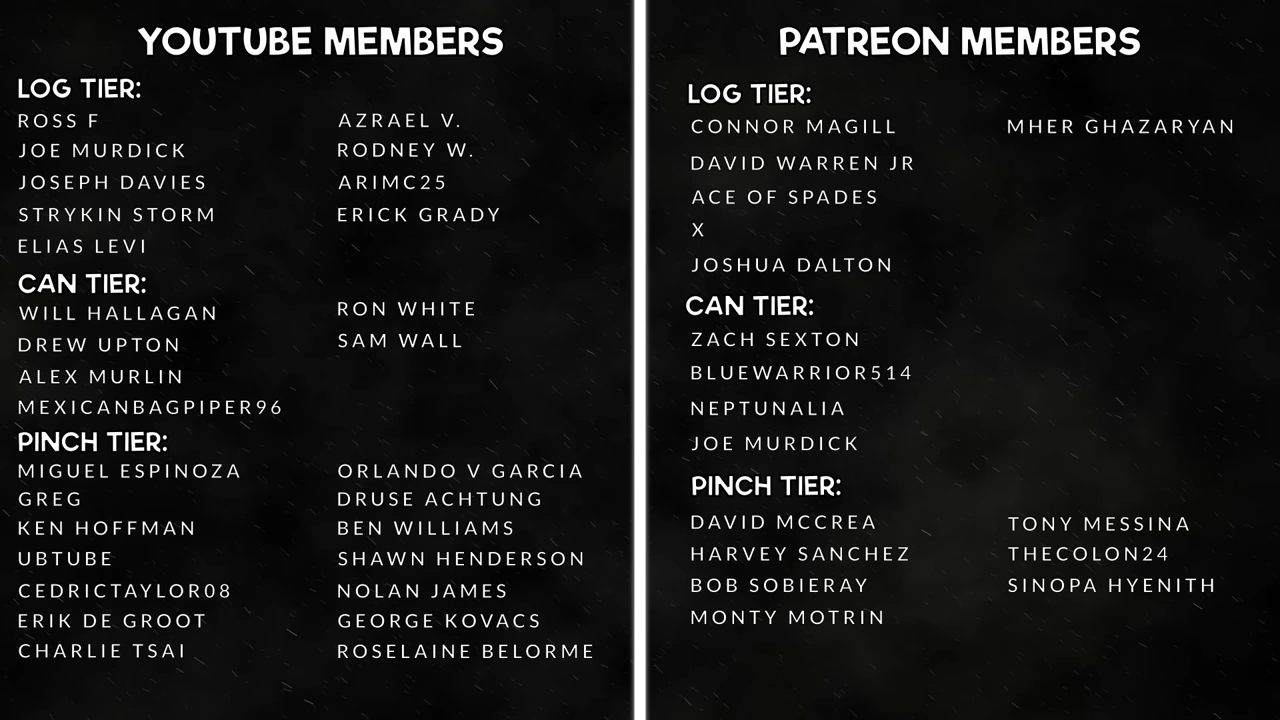 YOUTUBE MEMBERS
LOG TIER:
ROSS F
JOE MURDICK
JOSEPH DAVIES
STRYKIN STORM
ELIAS LEVI
AZRAEL V.
RODNEY W.
ARIMC25
ERICK GRADY
CAN TIER:
WILL HALLAGAN
DREW UPTON
ALEX MURLIN
MEXICANBAGPIPER96
RON WHITE
SAM WALL
PINCH TIER:
MIGUEL ESPINOZA
GREG
KEN HOFFMAN
UBTUBE
CEDRICTAYLOR08
ERIK DE GROOT
CHARLIE TSAI
ORLANDO V GARCIA
DRUSE ACHTUNG
BEN WILLIAMS
SHAWN HENDERSON
NOLAN JAMES
GEORGE KOVACS
ROSELAINE BELORME
PATREON MEMBERS
LOG TIER:
CONNOR MAGILL
DAVID WARREN JR
ACE OF SPADES
X
JOSHUA DALTON
MHER GHAZARYAN
CAN TIER:
ZACH SEXTON
BLUEWARRIOR514
NEPTUNALIA
JOE MURDICK
PINCH TIER:
DAVID MCCREA
HARVEY SANCHEZ
BOB SOBIERAY
MONTY MOTRIN
TONY MESSINA
THECOLON24
SINOPA HYENITH